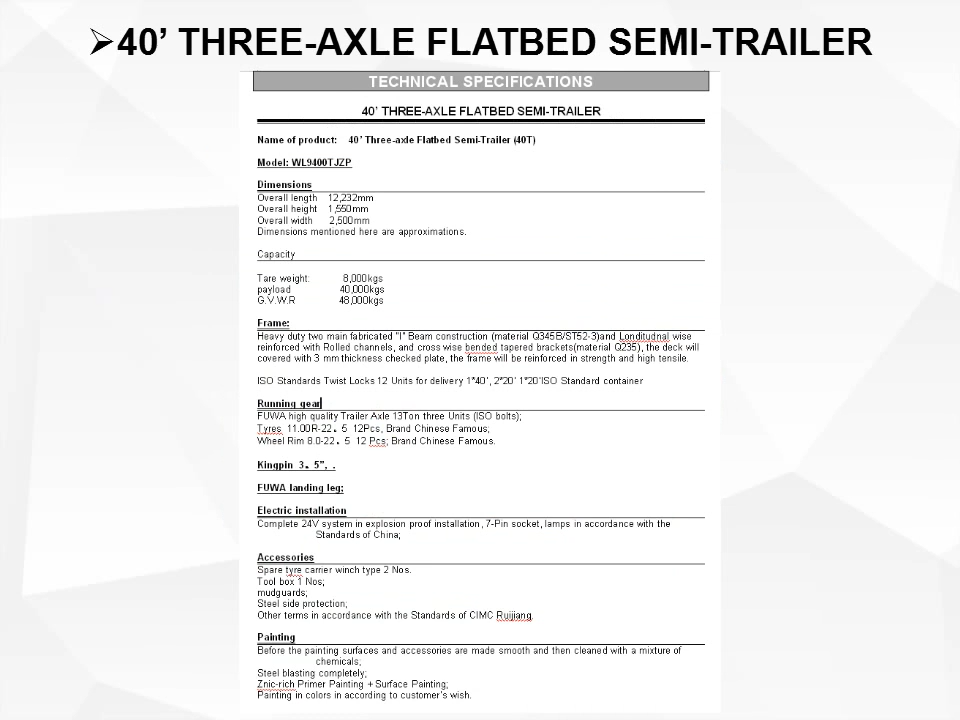 ➢40’ THREE-AXLE FLATBED SEMI-TRAILER
TECHNICAL SPECIFICATIONS
40’ THREE-AXLE FLATBED SEMI-TRAILER
Name of product: 40’ Three-axle Flatbed Semi-Trailer (40T)
Model: WL9400TJZP
Dimensions
Overall length 12,232mm
Overall height 1,550mm
Overall width 2,500mm
Dimensions mentioned here are approximations.
Capacity
Tare weight: 8,000kgs
payload 40,000kgs
G.V.W.R 48,000kgs
Frame:
Heavy duty two main fabricated "I" Beam construction (material Q345B/ST52-3)and Londitudnal wise
reinforced with Rolled channels, and cross wise bended tapered brackets(material Q235), the deck will
covered with 3 mm thickness checked plate, the frame will be reinforced in strength and high tensile.
ISO Standards Twist Locks 12 Units for delivery 1*40’, 2*20’ 1*20’ISO Standard container
Running gear
FUWA high quality Trailer Axle 13Ton three Units (ISO bolts);
Tyres 11.00R-22．5 12Pcs, Brand Chinese Famous;
Wheel Rim 8.0-22．5 12 Pcs; Brand Chinese Famous.
Kingpin 3．5”, .
FUWA landing leg;
Electric installation
Complete 24V system in explosion proof installation, 7-Pin socket, lamps in accordance with the
Standards of China;
Accessories
Spare tyre carrier winch type 2 Nos.
Tool box 1 Nos;
mudguards;
Steel side protection;
Other terms in accordance with the Standards of CIMC Ruijiang.
Painting
Before the painting surfaces and accessories are made smooth and then cleaned with a mixture of
chemicals;
Steel blasting completely;
Znic-rich Primer Painting + Surface Painting;
Painting in colors in according to customer’s wish.